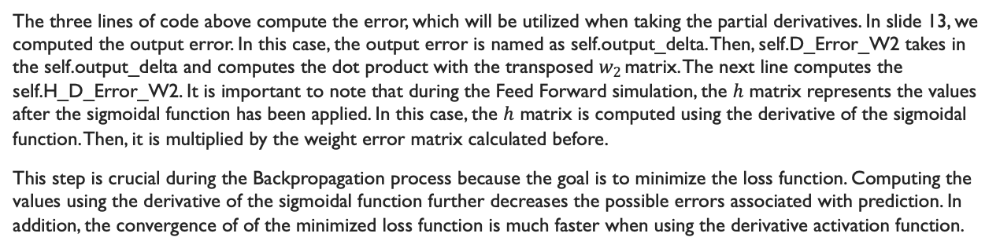 The three lines of code above compute the error, which will be utilized when taking the partial derivatives. In slide 13, we
computed the output error. In this case, the output error is named as self.output_delta. Then, self.D_Error_W2 takes in
the self.output_delta and computes the dot product with the transposed w₂ matrix. The next line computes the
self.H_D_Error_W2. It is important to note that during the Feed Forward simulation, the h matrix represents the values
after the sigmoidal function has been applied. In this case, the h matrix is computed using the derivative of the sigmoidal
function. Then, it is multiplied by the weight error matrix calculated before.
This step is crucial during the Backpropagation process because the goal is to minimize the loss function. Computing the
values using the derivative of the sigmoidal function further decreases the possible errors associated with prediction. In
addition, the convergence of of the minimized loss function is much faster when using the derivative activation function.